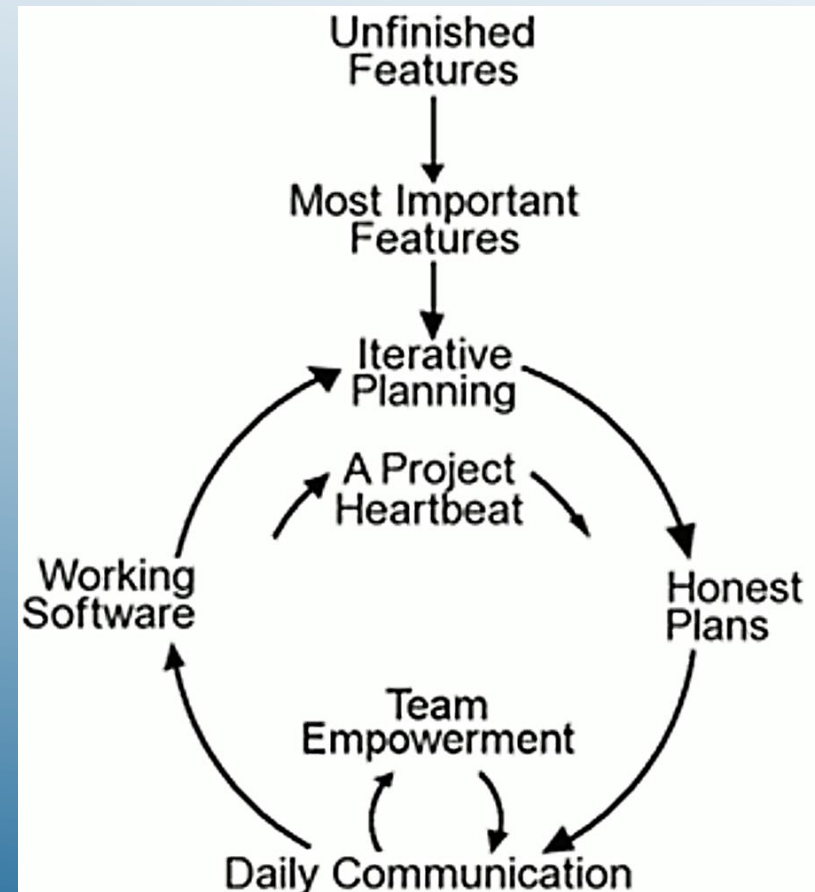 Unfinished
Features
Most Important
Features
Iterative
Planning
A Project
Heartbeat
Working
Software
Honest
Plans
Team
Empowerment
Daily Communication